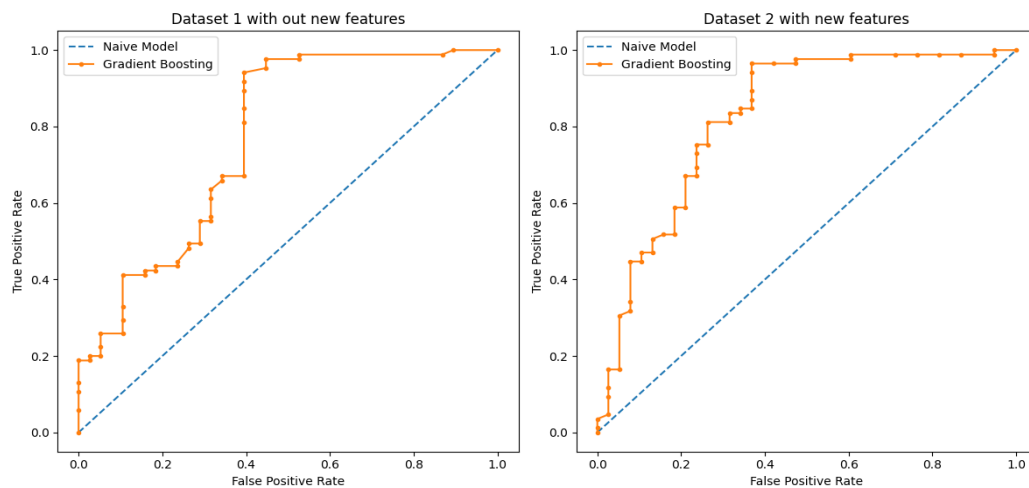 Dataset 1 with out new features
Naive Model
Gradient Boosting
True Positive Rate
1.0
0.8
0.6
0.4
0.2
0.0
0.0 0.2 0.4 0.6 0.8 1.0
False Positive Rate
Dataset 2 with new features
Naive Model
Gradient Boosting
True Positive Rate
1.0
0.8
0.6
0.4
0.2
0.0
0.0 0.2 0.4 0.6 0.8 1.0
False Positive Rate